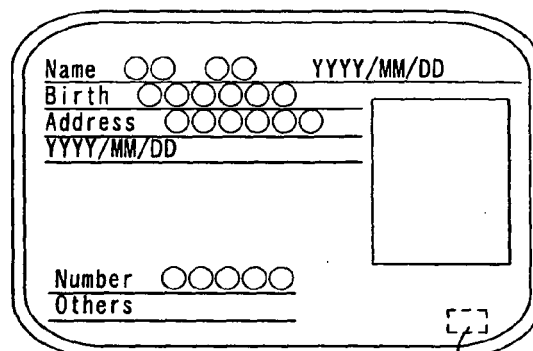 Name ○○ ○○ YYYY/MM/DD
Birth ○○○○○○
Address ○○○○○○
YYYY/MM/DD
Number ○○○○○
Others